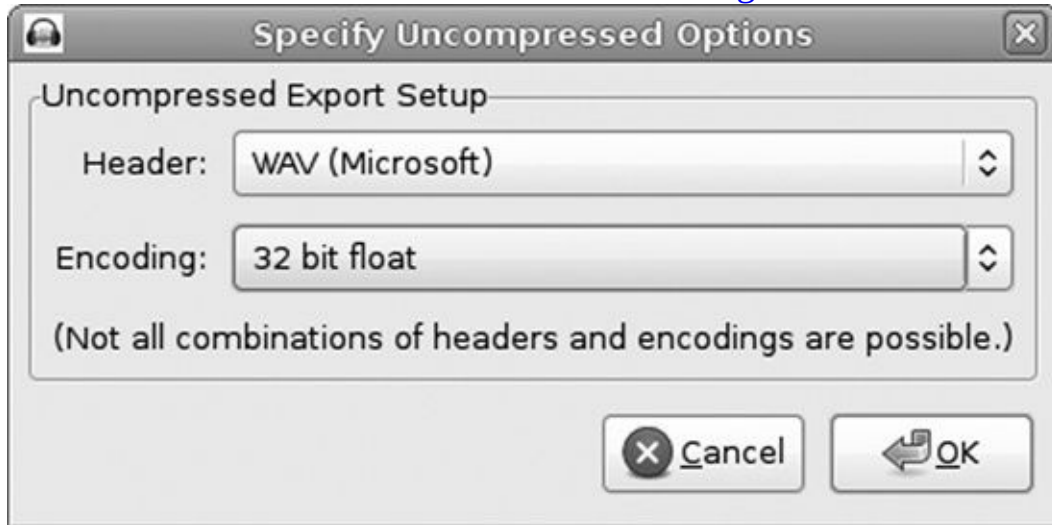 Specify Uncompressed Options
Uncompressed Export Setup
Header: WAV (Microsoft)
Encoding: 32 bit float
(Not all combinations of headers and encodings are possible.)
Cancel OK